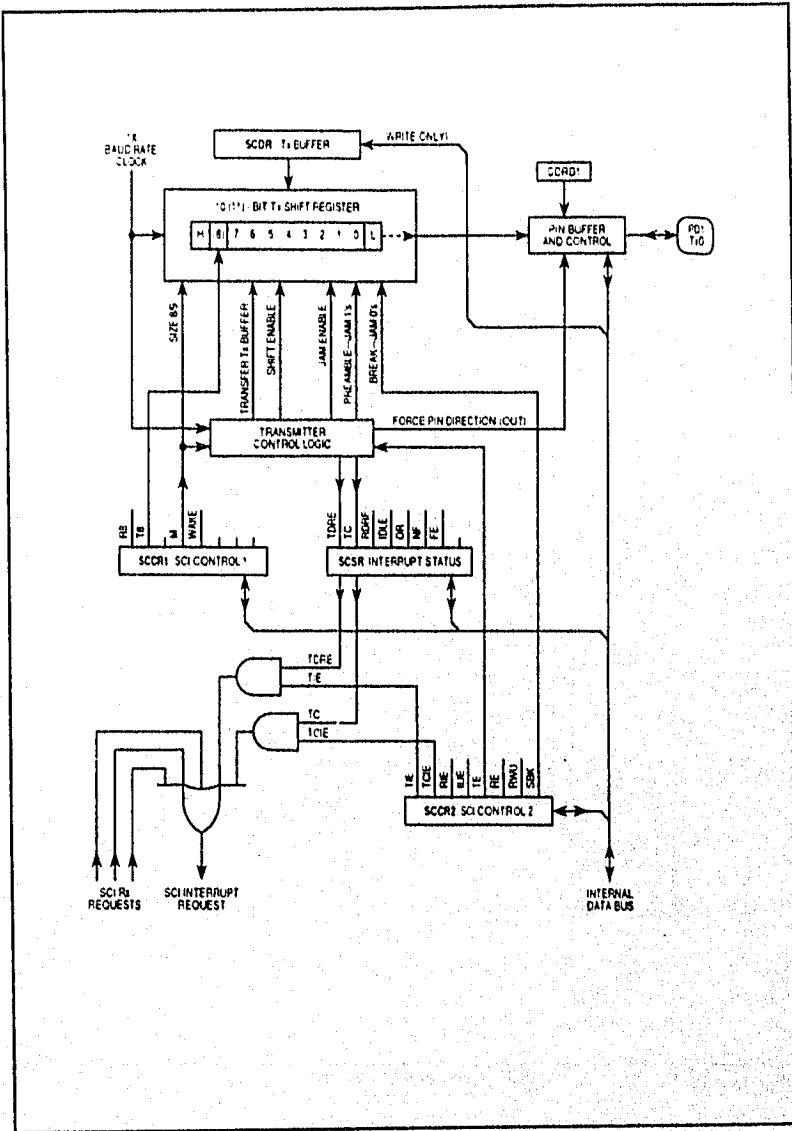 1X
BAUD RATE
CLOCK
SCDR Tx BUFFER
(WRITE ONLY)
DDRD1
10 (11) - BIT Tx SHIFT REGISTER
H (8) 7 6 5 4 3 2 1 0 L
PIN BUFFER
AND CONTROL
PD1
TxD
SIZE 8/9
TRANSFER Tx BUFFER
SHIFT ENABLE
JAM ENABLE
PREAMBLE—JAM 1's
BREAK—JAM 0's
FORCE PIN DIRECTION (OUT)
TRANSMITTER
CONTROL LOGIC
R8
T8
M
WAKE
SCCR1 SCI CONTROL 1
TDRE
TC
RDRF
IDLE
OR
NF
FE
SCSR INTERRUPT STATUS
TDRE
TIE
TC
TCIE
TIE
TCIE
RIE
ILIE
TE
RE
RWU
SBK
SCCR2 SCI CONTROL 2
SCI Rx
REQUESTS
SCI INTERRUPT
REQUEST
INTERNAL
DATA BUS